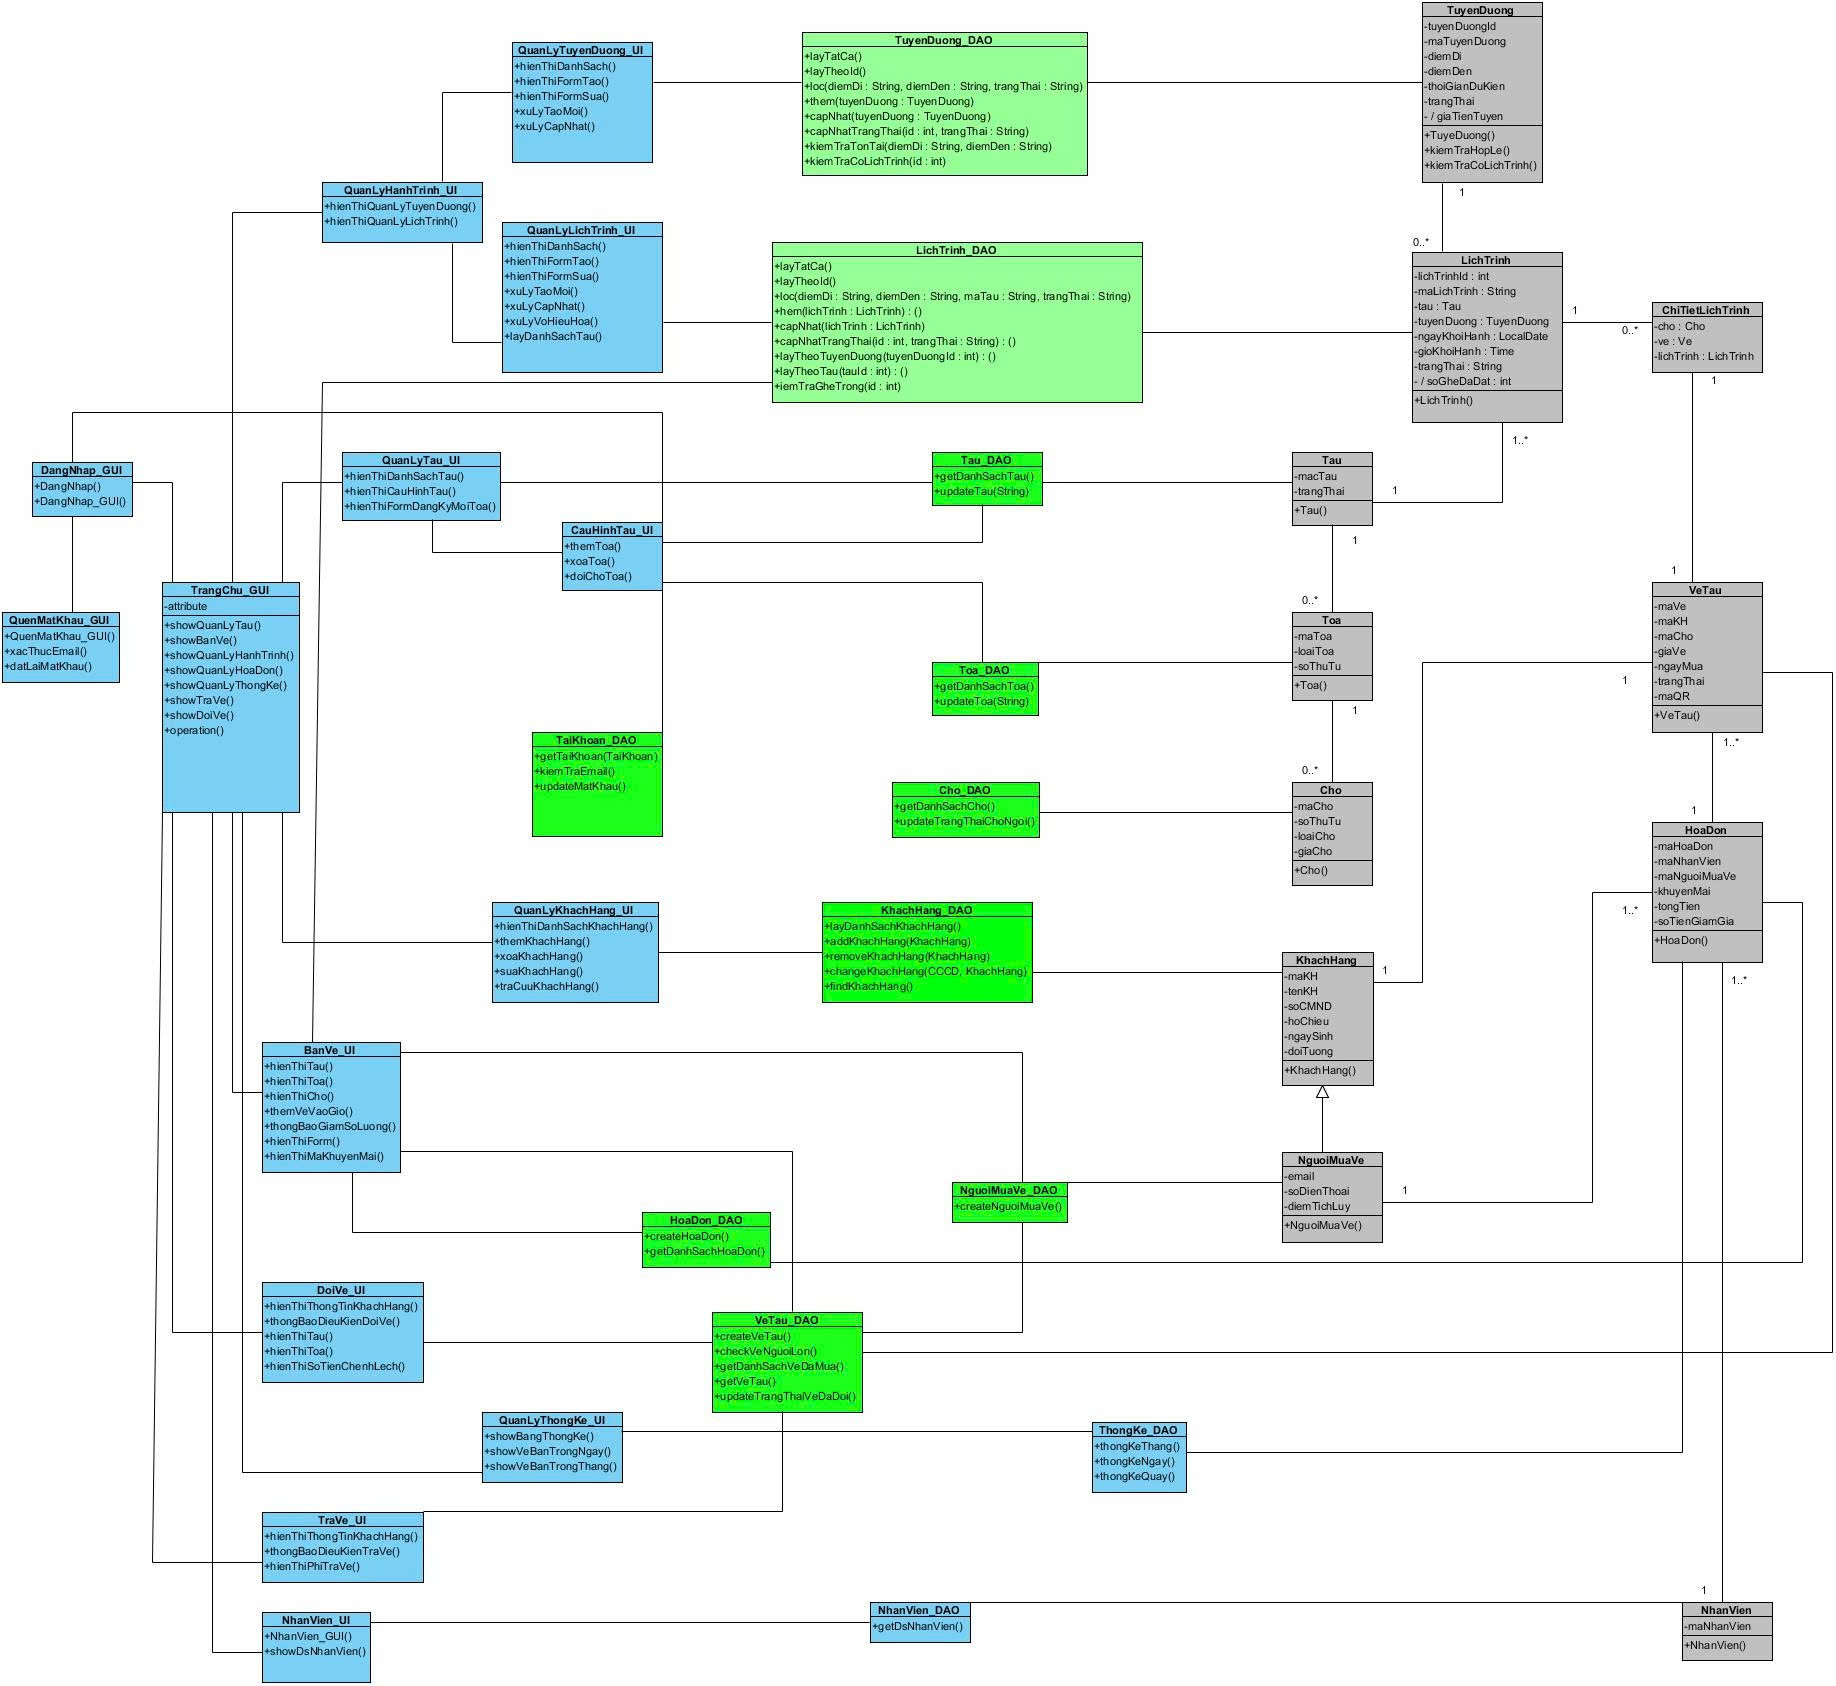 TuyenDuong
-tuyenDuongId
-maTuyenDuong
-diemDi
-diemDen
-thoiGianDuKien
-trangThai
- / giaTienTuyen
+TuyeDuong()
+kiemTraHopLe()
+kiemTraCoLichTrinh()
1
0..*
QuanLyTuyenDuong_UI
+hienThiDanhSach()
+hienThiFormTao()
+hienThiFormSua()
+xuLyTaoMoi()
+xuLyCapNhat()
TuyenDuong_DAO
+layTatCa()
+layTheoId()
+loc(diemDi : String, diemDen : String, trangThai : String)
+them(tuyenDuong : TuyenDuong)
+capNhat(tuyenDuong : TuyenDuong)
+capNhatTrangThai(id : int, trangThai : String)
+kiemTraTonTai(diemDi : String, diemDen : String)
+kiemTraCoLichTrinh(id : int)
QuanLyHanhTrinh_UI
+hienThiQuanLyTuyenDuong()
+hienThiQuanLyLichTrinh()
QuanLyLichTrinh_UI
+hienThiDanhSach()
+hienThiFormTao()
+hienThiFormSua()
+xuLyTaoMoi()
+xuLyCapNhat()
+xuLyVoHieuHoa()
+layDanhSachTau()
LichTrinh_DAO
+layTatCa()
+layTheoId()
+loc(diemDi : String, diemDen : String, maTau : String, trangThai : String)
+hem(lichTrinh : LichTrinh) : ()
+capNhat(lichTrinh : LichTrinh)
+capNhatTrangThai(id : int, trangThai : String) : ()
+layTheoTuyenDuong(tuyenDuongId : int) : ()
+layTheoTau(tauId : int) : ()
+iemTraGheTrong(id : int)
LichTrinh
-lichTrinhId : int
-maLichTrinh : String
-tau : Tau
-tuyenDuong : TuyenDuong
-ngayKhoiHanh : LocalDate
-gioKhoiHanh : Time
-trangThai : String
- / soGheDaDat : int
+LichTrinh()
1
0..*
1..*
ChiTietLichTrinh
-cho : Cho
-ve : Ve
-lichTrinh : LichTrinh
1
1
DangNhap_GUI
+DangNhap()
+DangNhap_GUI()
QuanLyTau_UI
+hienThiDanhSachTau()
+hienThiCauHinhTau()
+hienThiFormDangKyMoiToa()
CauHinhTau_UI
+themToa()
+xoaToa()
+doiChoToa()
Tau_DAO
+getDanhSachTau()
+updateTau(String)
Tau
-macTau
-trangThai
+Tau()
1
1
0..*
QuenMatKhau_GUI
+QuenMatKhau_GUI()
+xacThucEmail()
+datLaiMatKhau()
TrangChu_GUI
-attribute
+showQuanLyTau()
+showBanVe()
+showQuanLyHanhTrinh()
+showQuanLyHoaDon()
+showQuanLyThongKe()
+showTraVe()
+showDoiVe()
+operation()
Toa_DAO
+getDanhSachToa()
+updateToa(String)
Toa
-maToa
-loaiToa
-soThuTu
+Toa()
1
0..*
VeTau
-maVe
-maKH
-maCho
-giaVe
-ngayMua
-trangThai
-maQR
+VeTau()
1
1..*
1
TaiKhoan_DAO
+getTaiKhoan(TaiKhoan)
+kiemTraEmail()
+updateMatKhau()
Cho_DAO
+getDanhSachCho()
+updateTrangThaiChoNgoi()
Cho
-maCho
-soThuTu
-loaiCho
-giaCho
+Cho()
HoaDon
-maHoaDon
-maNhanVien
-maNguoiMuaVe
-khuyenMai
-tongTien
-soTienGiamGia
+HoaDon()
1..*
1..*
QuanLyKhachHang_UI
+hienThiDanhSachKhachHang()
+themKhachHang()
+xoaKhachHang()
+suaKhachHang()
+traCuuKhachHang()
KhachHang_DAO
+layDanhSachKhachHang()
+addKhachHang(KhachHang)
+removeKhachHang(KhachHang)
+changeKhachHang(CCCD, KhachHang)
+findKhachHang()
KhachHang
-maKH
-tenKH
-soCMND
-hoChieu
-ngaySinh
-doiTuong
+KhachHang()
1
BanVe_UI
+hienThiTau()
+hienThiToa()
+hienThiCho()
+themVeVaoGio()
+thongBaoGiamSoLuong()
+hienThiForm()
+hienThiMaKhuyenMai()
NguoiMuaVe_DAO
+createNguoiMuaVe()
NguoiMuaVe
-email
-soDienThoai
-diemTichLuy
+NguoiMuaVe()
1
HoaDon_DAO
+createHoaDon()
+getDanhSachHoaDon()
DoiVe_UI
+hienThiThongTinKhachHang()
+thongBaoDieuKienDoiVe()
+hienThiTau()
+hienThiToa()
+hienThiSoTienChenhLech()
VeTau_DAO
+createVeTau()
+checkVeNguoiLon()
+getDanhSachVeDaMua()
+getVeTau()
+updateTrangThaiVeDaDoi()
QuanLyThongKe_UI
+showBangThongKe()
+showVeBanTrongNgay()
+showVeBanTrongThang()
ThongKe_DAO
+thongKeThang()
+thongKeNgay()
+thongKeQuay()
TraVe_UI
+hienThiThongTinKhachHang()
+thongBaoDieuKienTraVe()
+hienThiPhiTraVe()
NhanVien_UI
+NhanVien_GUI()
+showDsNhanVien()
NhanVien_DAO
+getDsNhanVien()
1
NhanVien
-maNhanVien
+NhanVien()